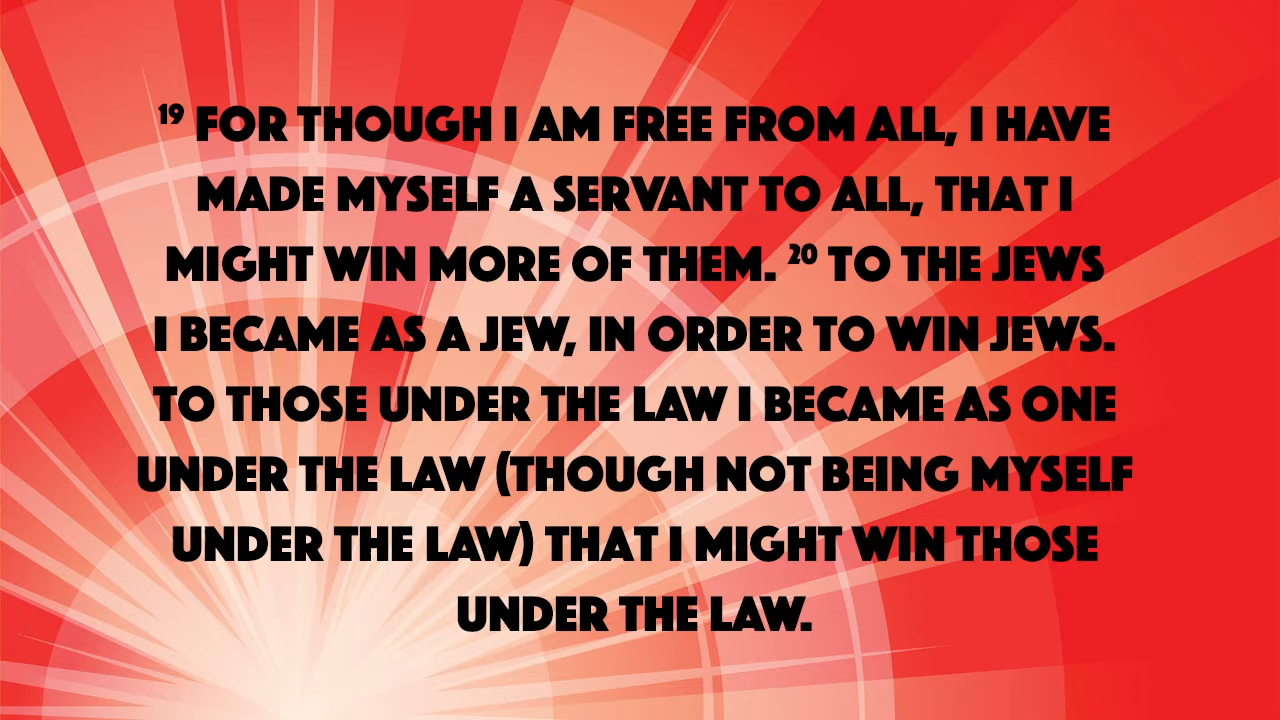 ¹⁹ FOR THOUGH I AM FREE FROM ALL, I HAVE
MADE MYSELF A SERVANT TO ALL, THAT I
MIGHT WIN MORE OF THEM. ²⁰ TO THE JEWS
I BECAME AS A JEW, IN ORDER TO WIN JEWS.
TO THOSE UNDER THE LAW I BECAME AS ONE
UNDER THE LAW (THOUGH NOT BEING MYSELF
UNDER THE LAW) THAT I MIGHT WIN THOSE
UNDER THE LAW.